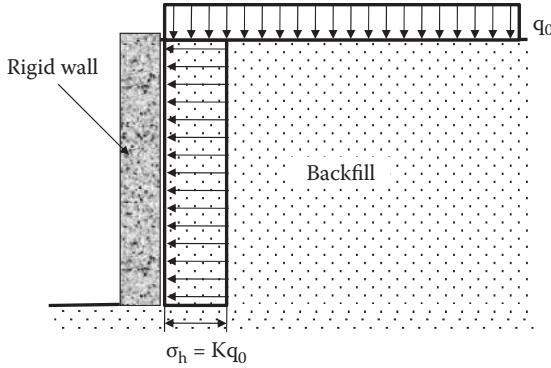 q₀
Rigid wall
Backfill
σₕ = Kq₀